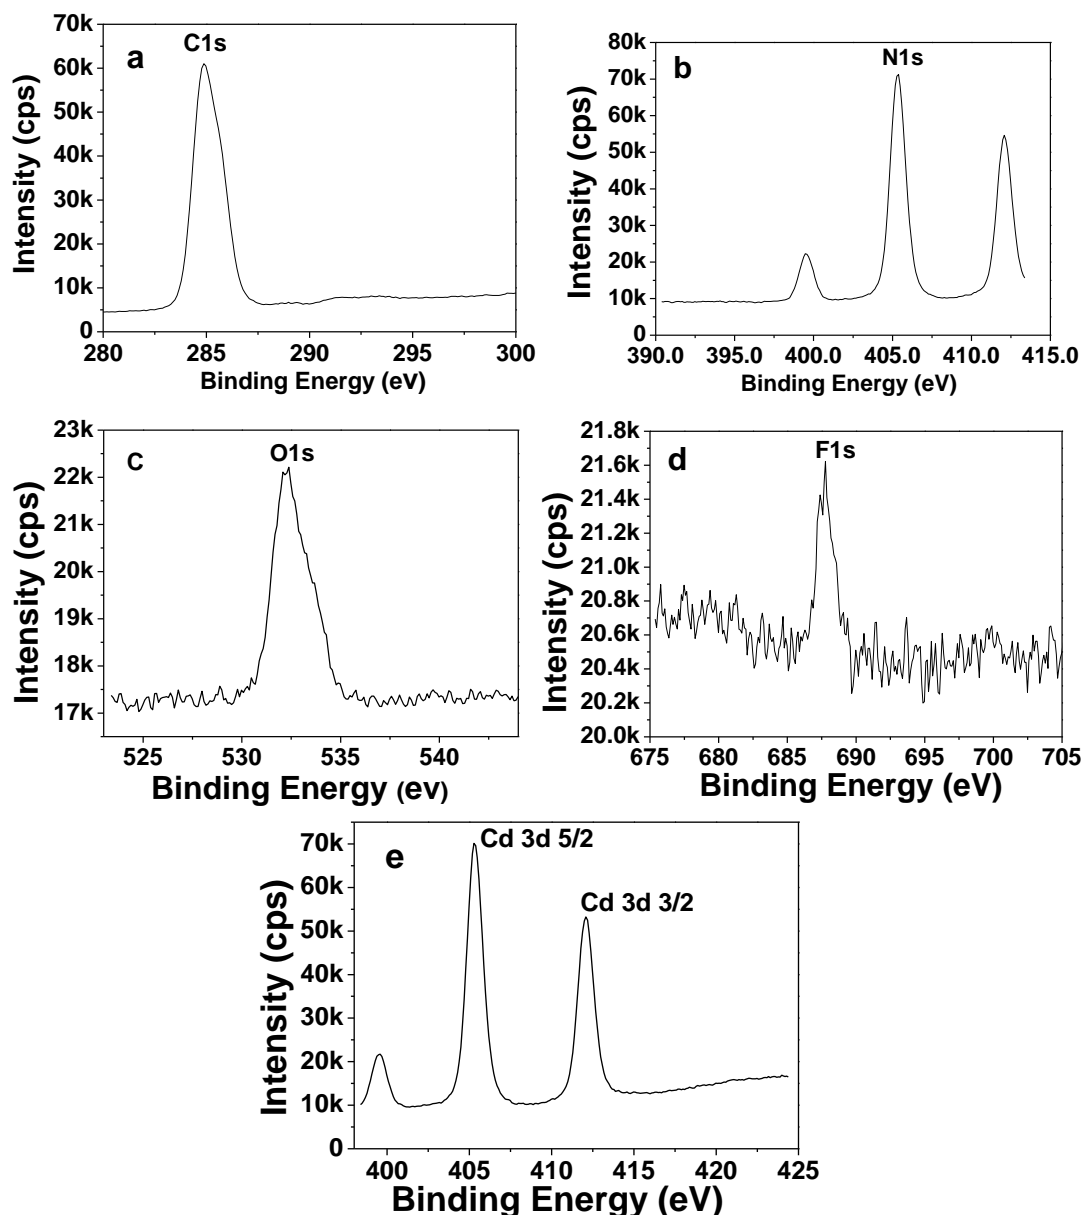 a
C1s
70k
60k
50k
40k
30k
20k
10k
0
280
285
290
295
300
Intensity (cps)
Binding Energy (eV)
b
N1s
80k
70k
60k
50k
40k
30k
20k
10k
0
390.0
395.0
400.0
405.0
410.0
415.0
Intensity (cps)
Binding Energy (eV)
c
O1s
23k
22k
21k
20k
19k
18k
17k
525
530
535
540
Intensity (cps)
Binding Energy (ev)
d
F1s
21.8k
21.6k
21.4k
21.2k
21.0k
20.8k
20.6k
20.4k
20.2k
20.0k
675
680
685
690
695
700
705
Intensity (cps)
Binding Energy (eV)
e
Cd 3d 5/2
Cd 3d 3/2
70k
60k
50k
40k
30k
20k
10k
0
400
405
410
415
420
425
Intensity (cps)
Binding Energy (eV)